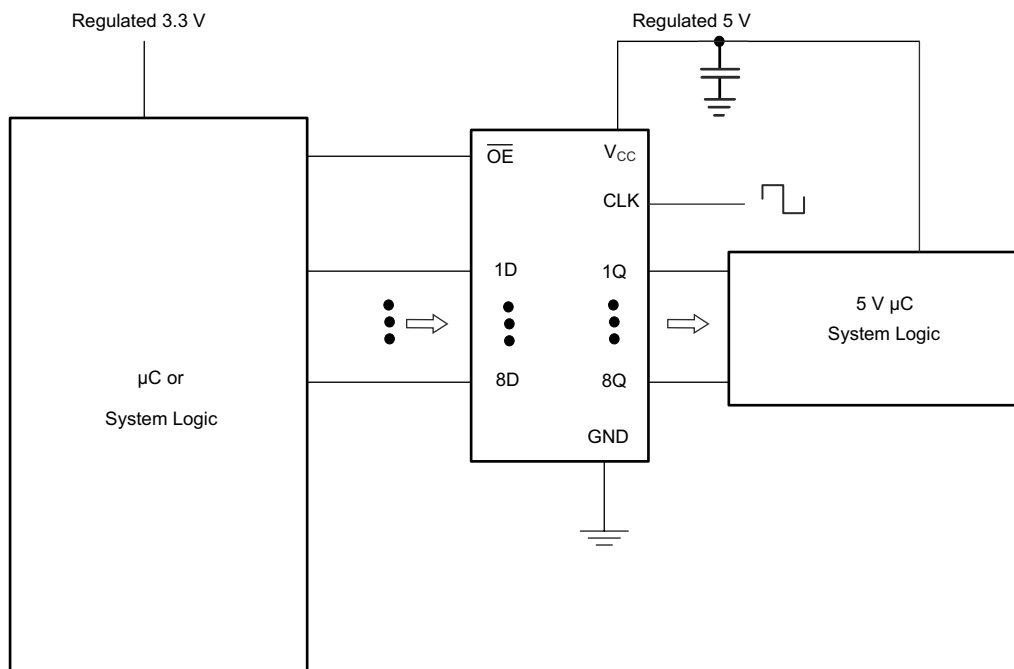 Regulated 3.3 V
Regulated 5 V
OE
V_CC
CLK
1D
1Q
8D
8Q
GND
µC or
System Logic
5 V µC
System Logic